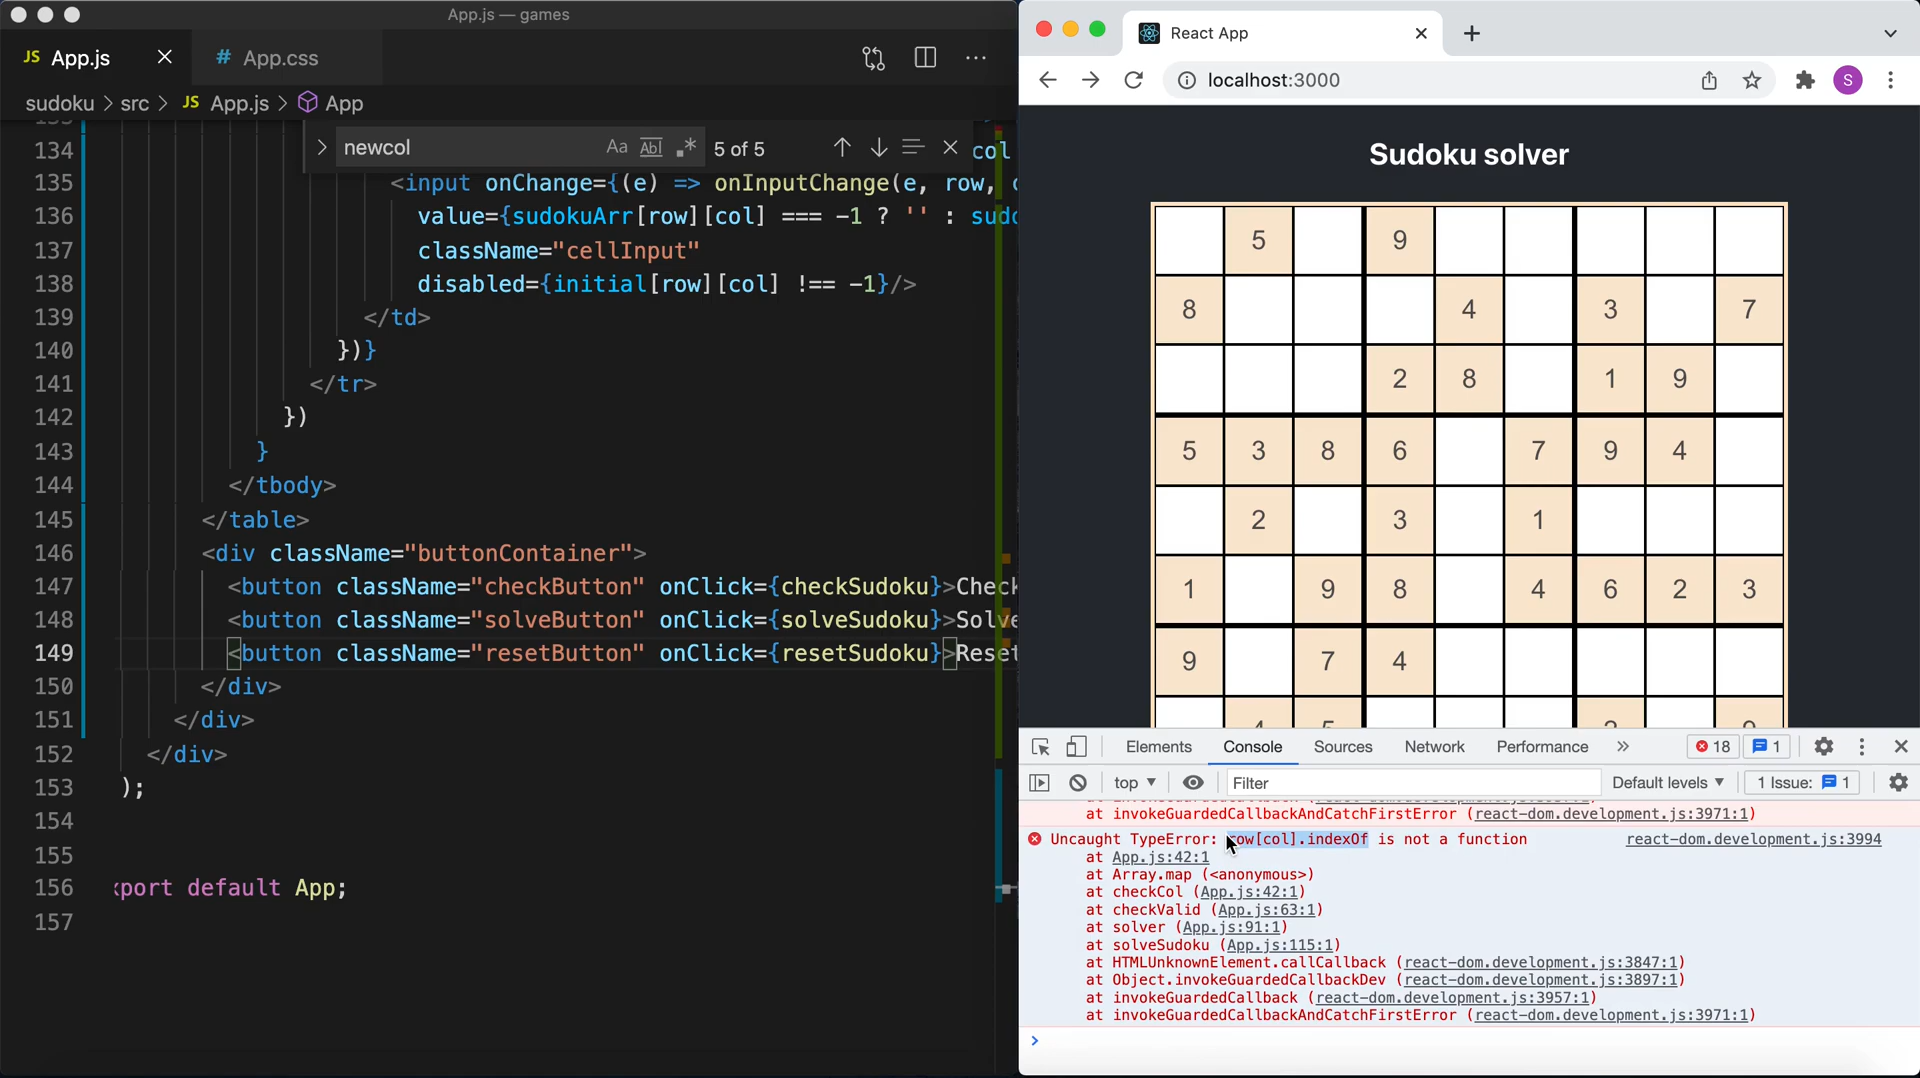 App.js — games
JS App.js
# App.css
sudoku > src > JS App.js > App
newcol
Aa Abl .* 5 of 5
134 col
135 <input onChange={(e) => onInputChange(e, row,
136 value={sudokuArr[row][col] === -1 ? '' : sudo
137 className="cellInput"
138 disabled={initial[row][col] !== -1}/>
139 </td>
140 })}
141 </tr>
142 })
143 }
144 </tbody>
145 </table>
146 <div className="buttonContainer">
147 <button className="checkButton" onClick={checkSudoku}>Check
148 <button className="solveButton" onClick={solveSudoku}>Solve
149 <button className="resetButton" onClick={resetSudoku}>Reset
150 </div>
151 </div>
152 </div>
153 );
154
155
156 xport default App;
157
React App
localhost:3000
S
Sudoku solver
5 9
8 4 3 7
2 8 1 9
5 3 8 6 7 9 4
2 3 1
1 9 8 4 6 2 3
9 7 4
Elements Console Sources Network Performance » 18 1
top ▼ Filter Default levels ▼ 1 Issue: 1
at invokeGuardedCallbackAndCatchFirstError (react-dom.development.js:3971:1)
Uncaught TypeError: row[col].indexOf is not a function react-dom.development.js:3994
at App.js:42:1
at Array.map (<anonymous>)
at checkCol (App.js:42:1)
at checkValid (App.js:63:1)
at solver (App.js:91:1)
at solveSudoku (App.js:115:1)
at HTMLUnknownElement.callCallback (react-dom.development.js:3847:1)
at Object.invokeGuardedCallbackDev (react-dom.development.js:3897:1)
at invokeGuardedCallback (react-dom.development.js:3957:1)
at invokeGuardedCallbackAndCatchFirstError (react-dom.development.js:3971:1)
>